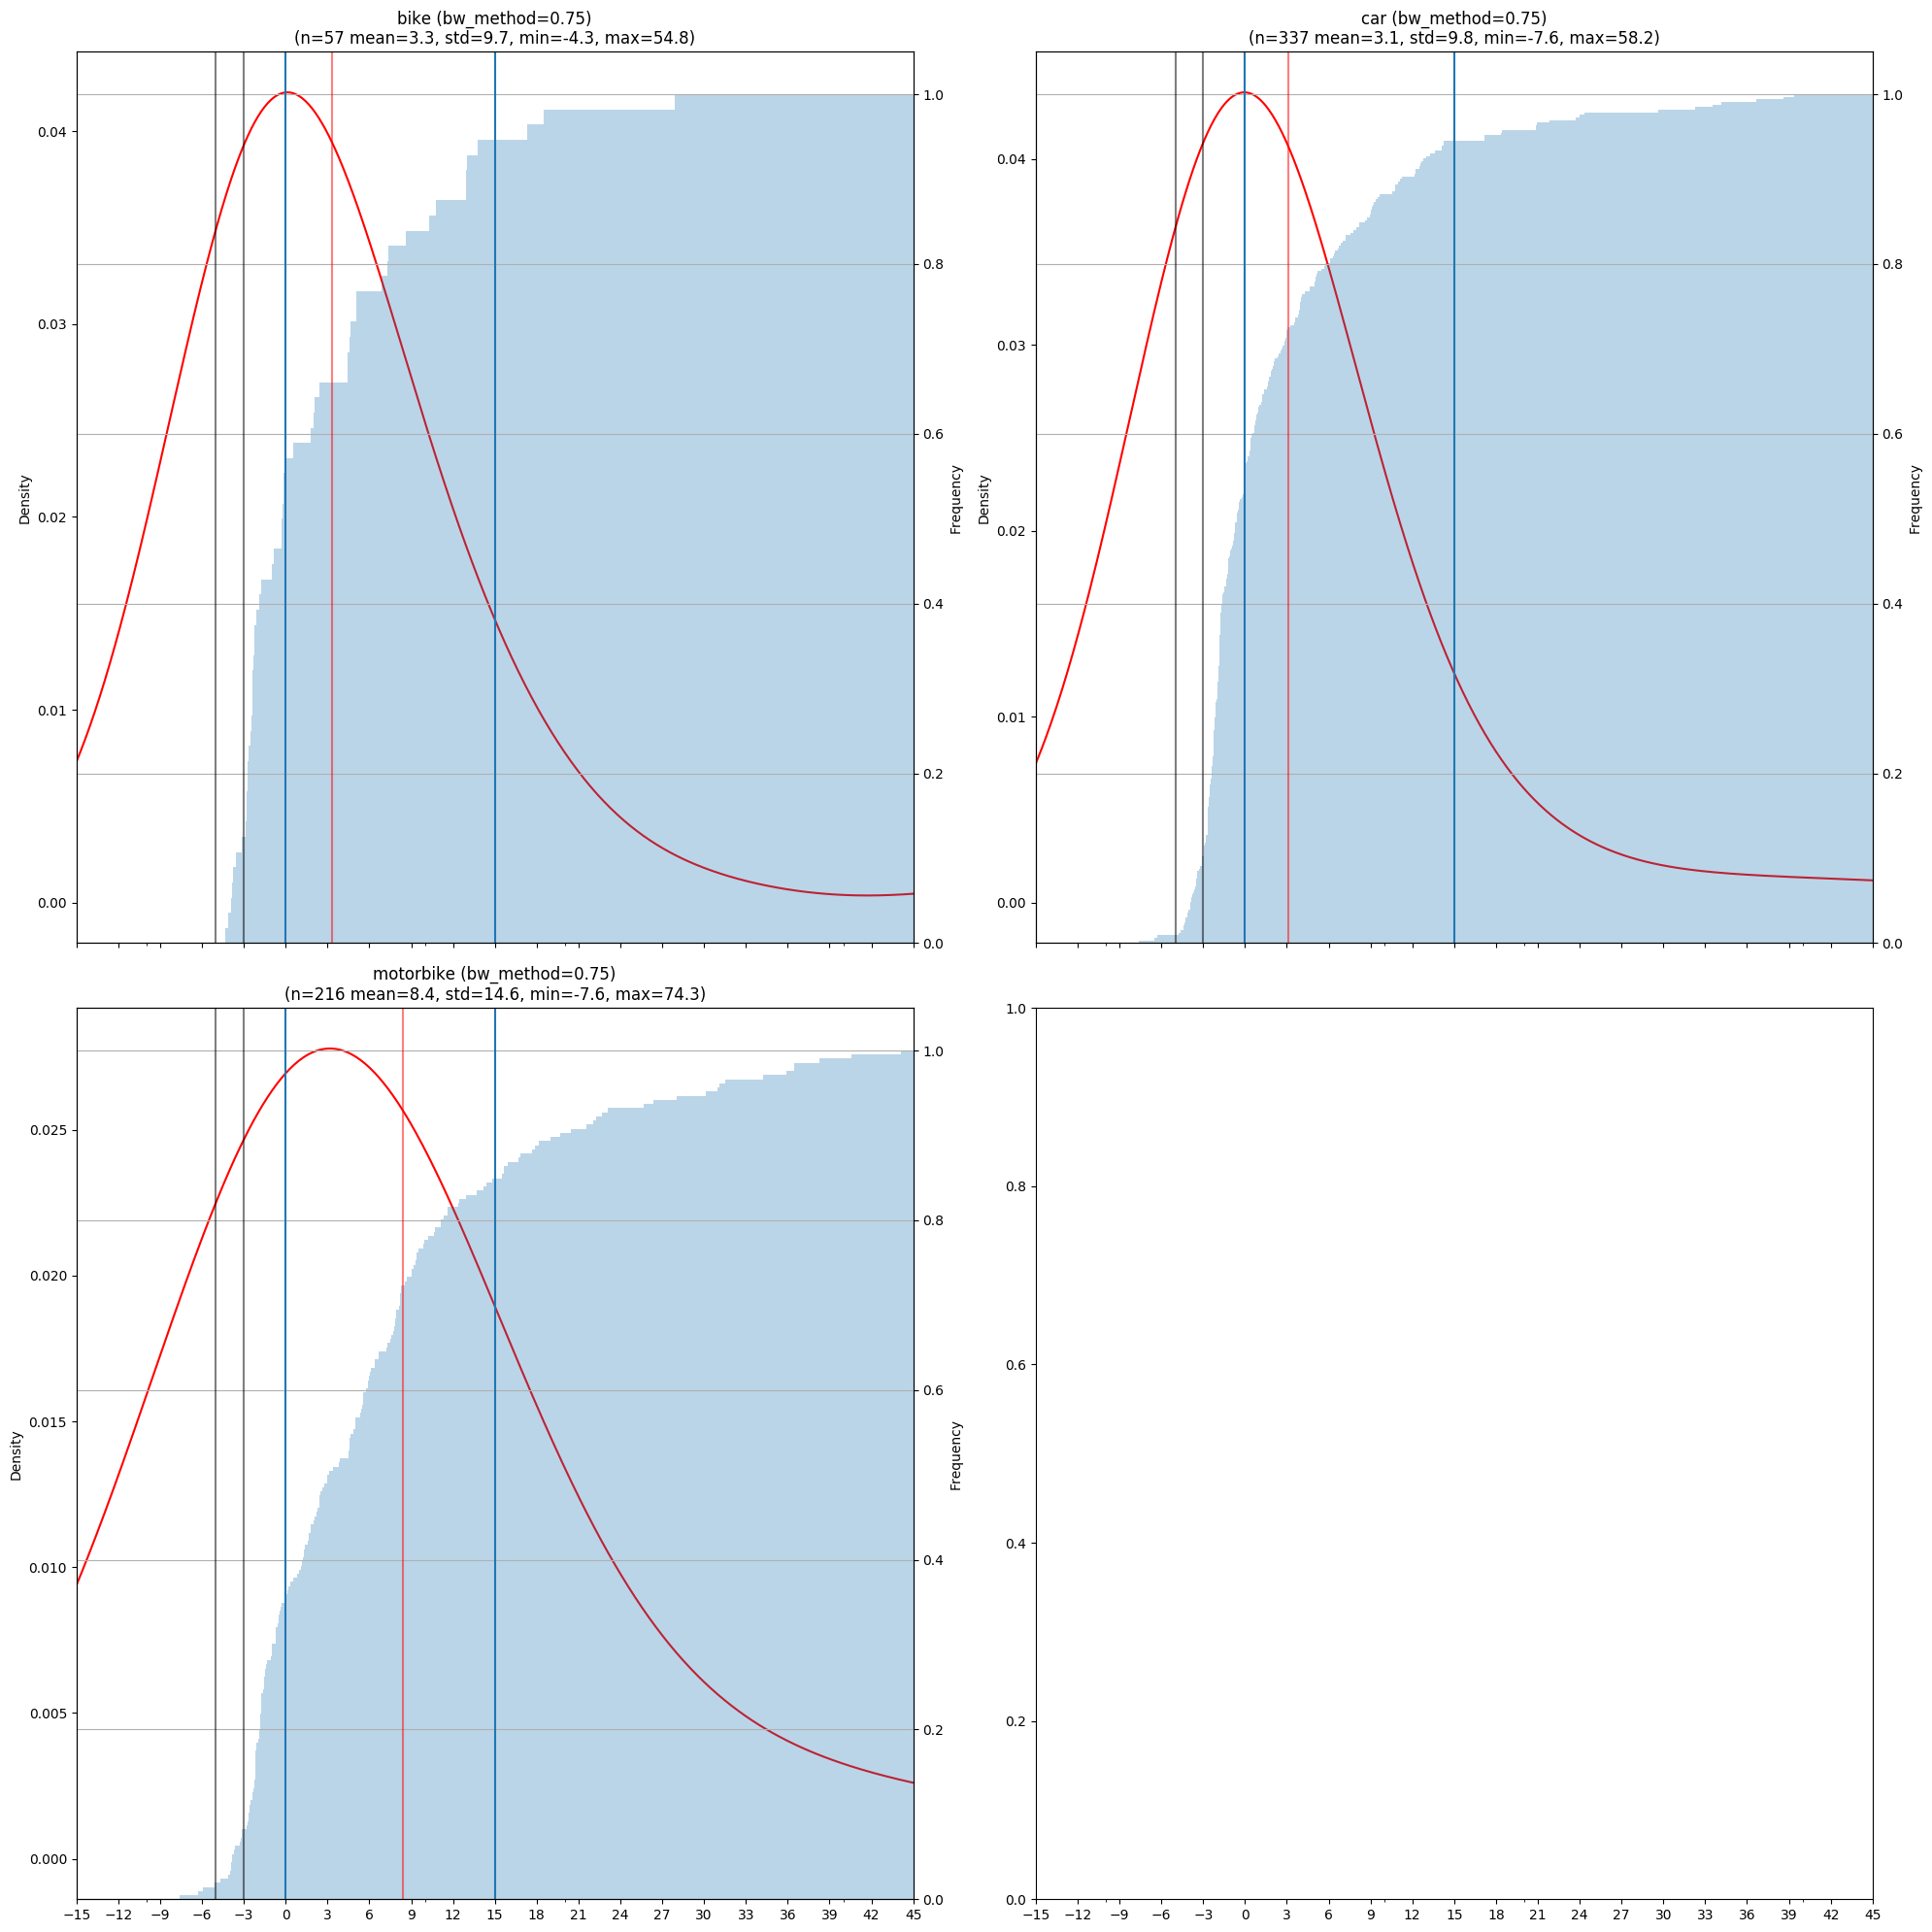 bike (bw_method=0.75)
(n=57 mean=3.3, std=9.7, min=-4.3, max=54.8)
0.04
0.03
0.02
0.01
0.00
Density
1.0
0.8
0.6
0.4
0.2
0.0
Frequency
car (bw_method=0.75)
(n=337 mean=3.1, std=9.8, min=-7.6, max=58.2)
0.04
0.03
0.02
0.01
0.00
Density
1.0
0.8
0.6
0.4
0.2
0.0
Frequency
motorbike (bw_method=0.75)
(n=216 mean=8.4, std=14.6, min=-7.6, max=74.3)
0.025
0.020
0.015
0.010
0.005
0.000
Density
1.0
0.8
0.6
0.4
0.2
0.0
Frequency
−15 −12 −9 −6 −3 0 3 6 9 12 15 18 21 24 27 30 33 36 39 42 45
1.0
0.8
0.6
0.4
0.2
0.0
−15 −12 −9 −6 −3 0 3 6 9 12 15 18 21 24 27 30 33 36 39 42 45